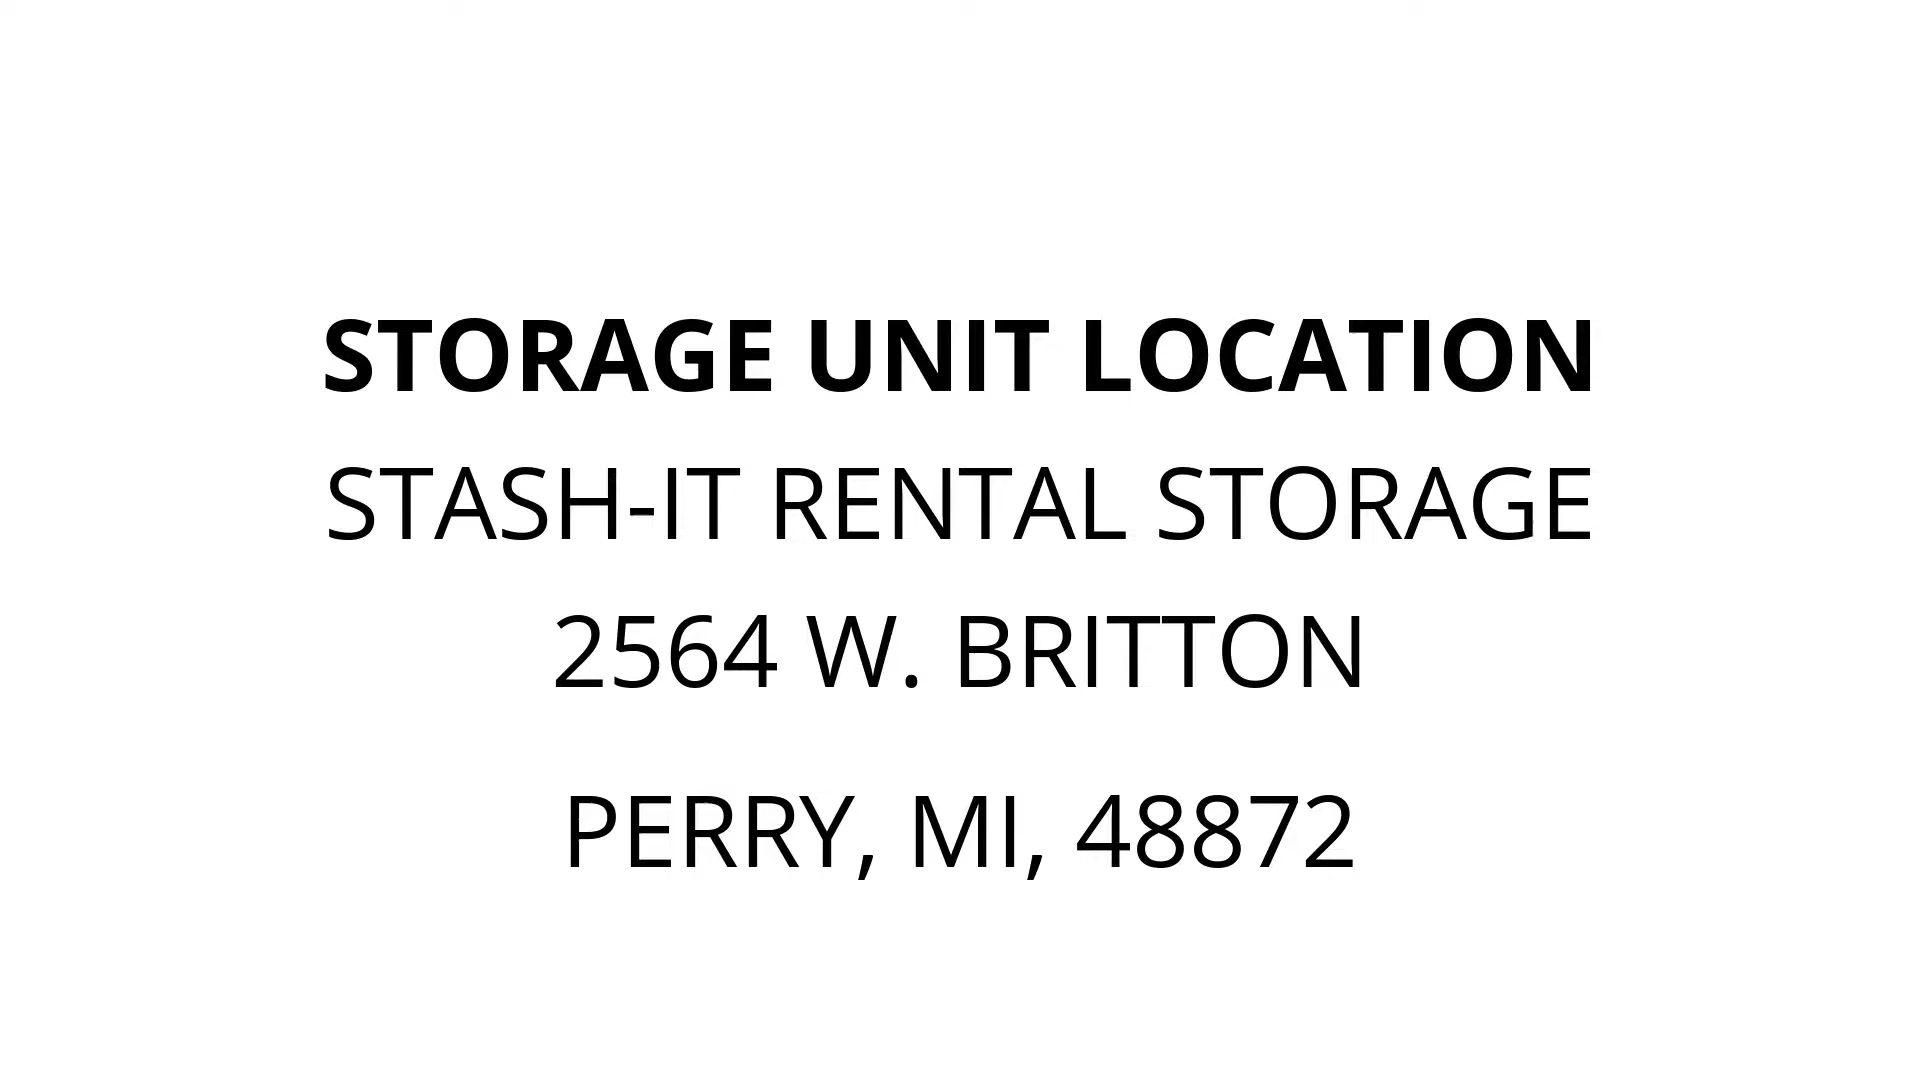 STORAGE UNIT LOCATION
STASH-IT RENTAL STORAGE
2564 W. BRITTON
PERRY, MI, 48872